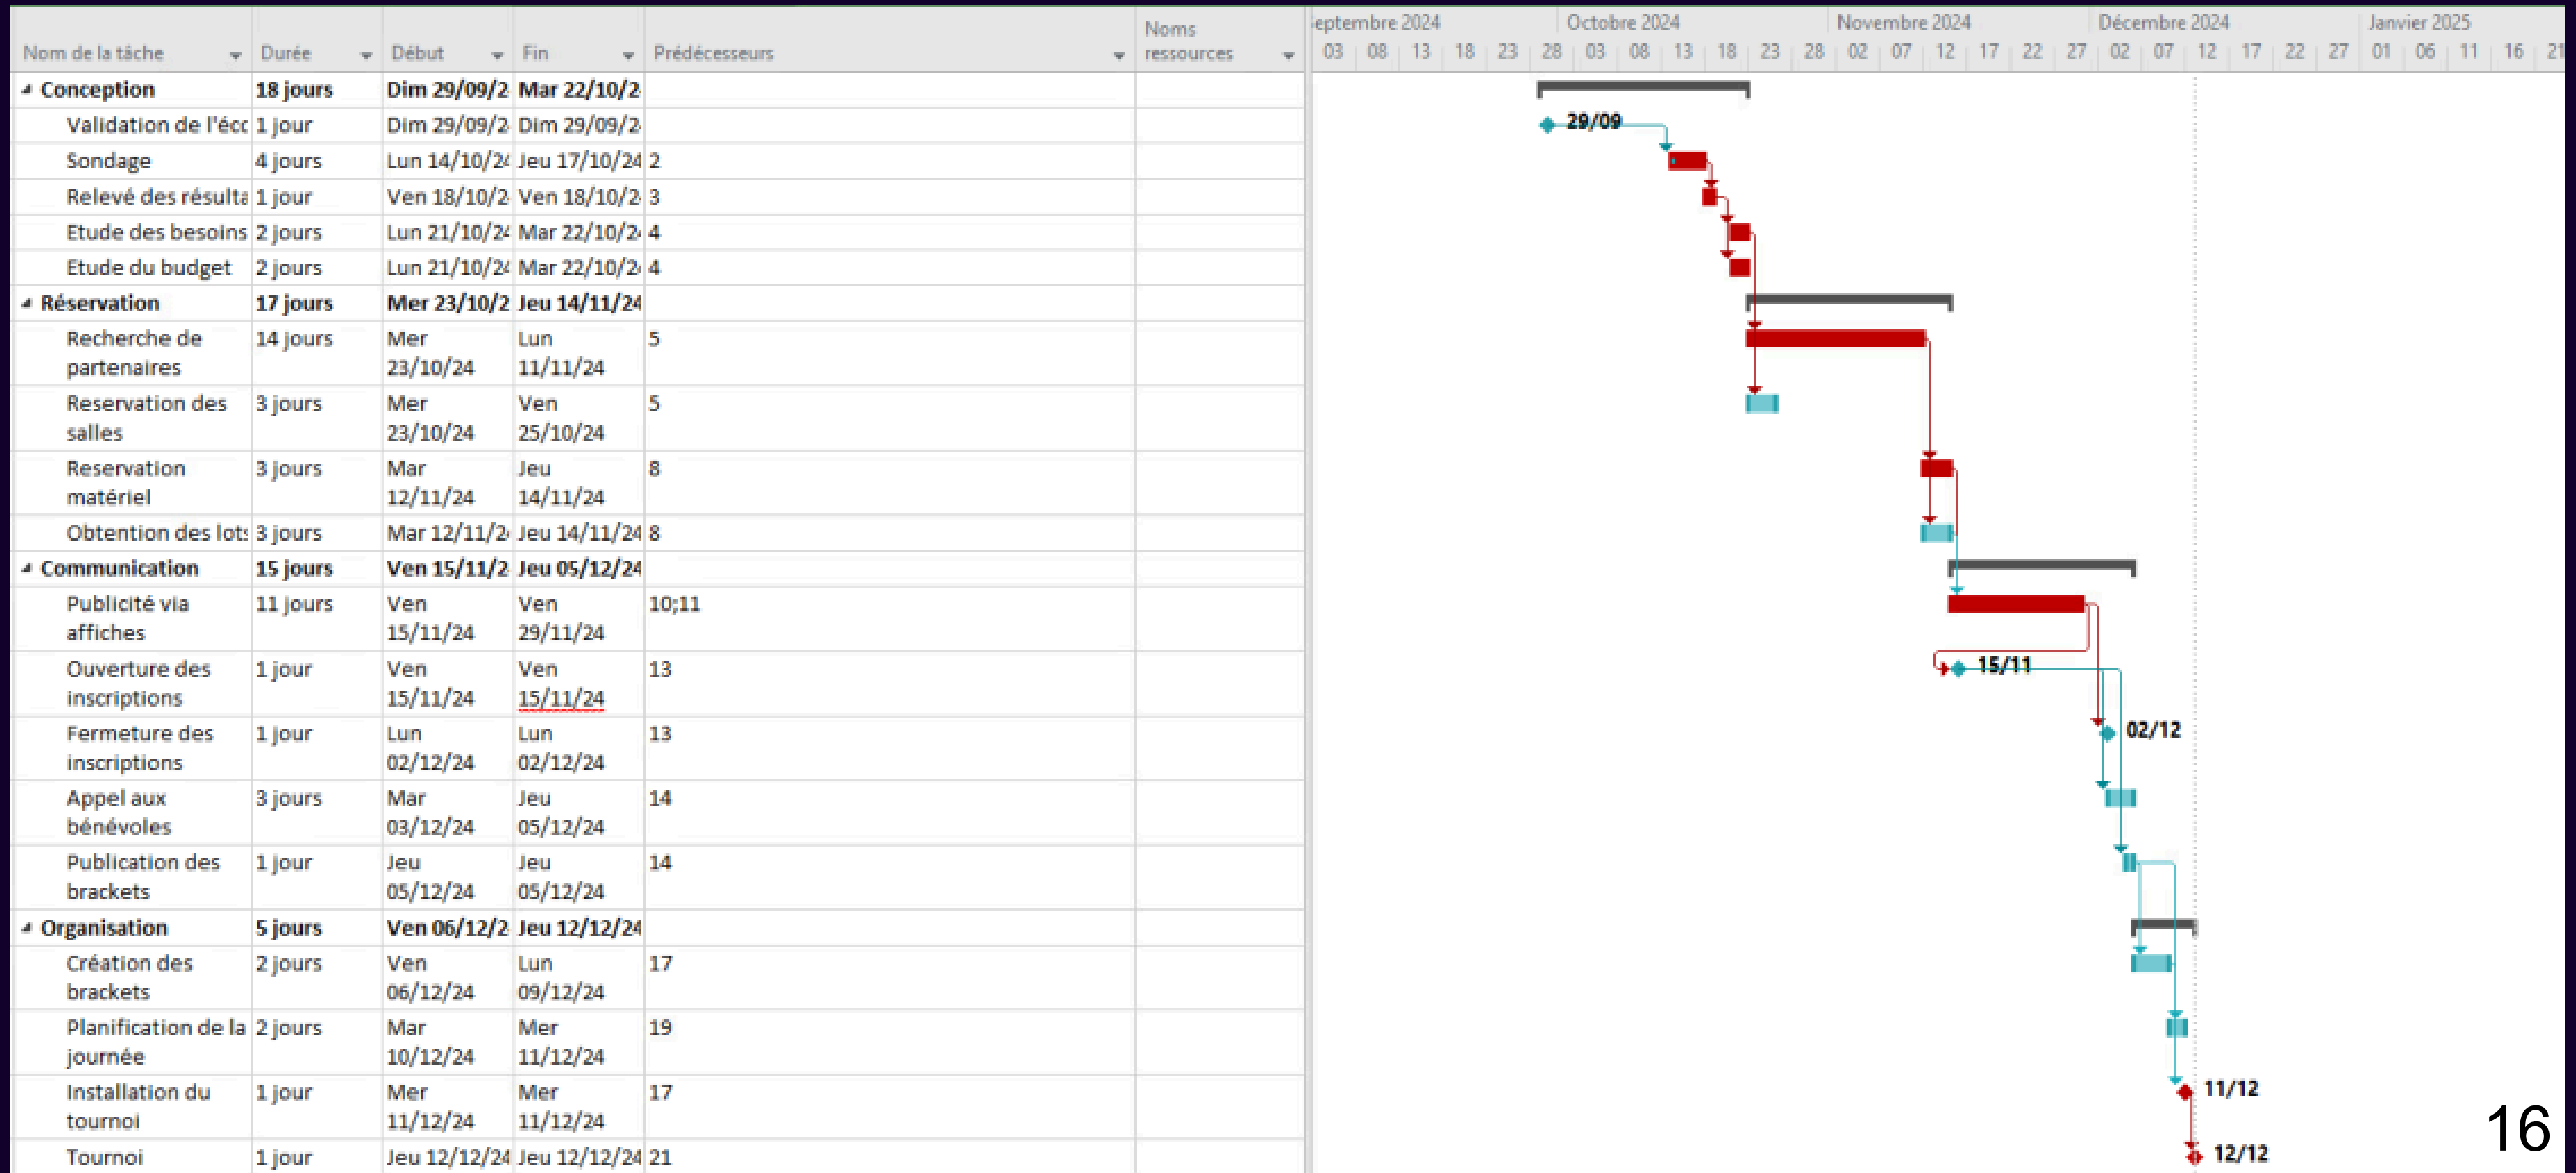 Nom de la tâche Durée Début Fin Prédécesseurs Noms ressources
eptembre 2024 Octobre 2024 Novembre 2024 Décembre 2024 Janvier 2025
03 08 13 18 23 28 03 08 13 18 23 28 02 07 12 17 22 27 02 07 12 17 22 27 01 06 11 16 21
Conception 18 jours Dim 29/09/2 Mar 22/10/2
Validation de l'écc 1 jour Dim 29/09/2 Dim 29/09/2 29/09
Sondage 4 jours Lun 14/10/24 Jeu 17/10/24 2
Relevé des résulta 1 jour Ven 18/10/2 Ven 18/10/2 3
Etude des besoins 2 jours Lun 21/10/24 Mar 22/10/2 4
Etude du budget 2 jours Lun 21/10/24 Mar 22/10/2 4
Réservation 17 jours Mer 23/10/2 Jeu 14/11/24
Recherche de 14 jours Mer Lun 5
partenaires 23/10/24 11/11/24
Reservation des 3 jours Mer Ven 5
salles 23/10/24 25/10/24
Reservation 3 jours Mar Jeu 8
matériel 12/11/24 14/11/24
Obtention des lots 3 jours Mar 12/11/2 Jeu 14/11/24 8
Communication 15 jours Ven 15/11/2 Jeu 05/12/24
Publicité via 11 jours Ven Ven 10;11
affiches 15/11/24 29/11/24
Ouverture des 1 jour Ven Ven 13 15/11
inscriptions 15/11/24 15/11/24
Fermeture des 1 jour Lun Lun 13 02/12
inscriptions 02/12/24 02/12/24
Appel aux 3 jours Mar Jeu 14
bénévoles 03/12/24 05/12/24
Publication des 1 jour Jeu Jeu 14
brackets 05/12/24 05/12/24
Organisation 5 jours Ven 06/12/2 Jeu 12/12/24
Création des 2 jours Ven Lun 17
brackets 06/12/24 09/12/24
Planification de la 2 jours Mar Mer 19
journée 10/12/24 11/12/24
Installation du 1 jour Mer Mer 17 11/12
tournoi 11/12/24 11/12/24
Tournoi 1 jour Jeu 12/12/24 Jeu 12/12/24 21 12/12
16